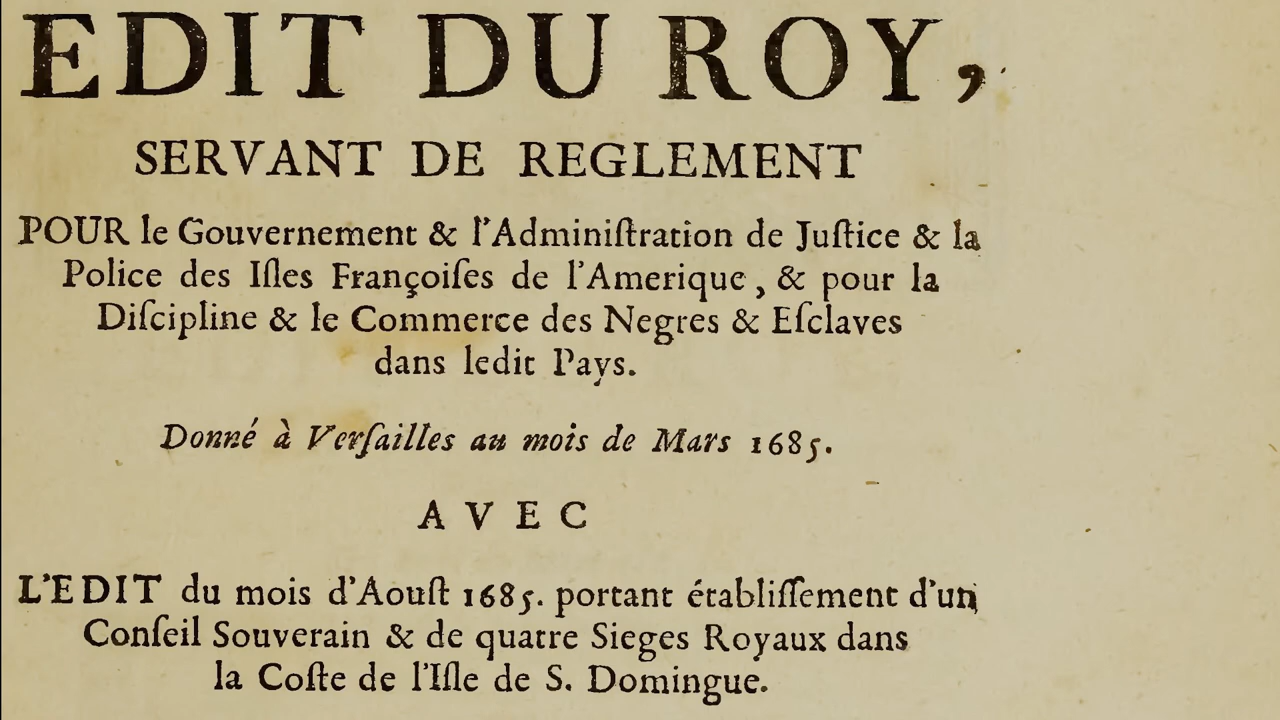 EDIT DU ROY,
SERVANT DE REGLEMENT
POUR le Gouvernement & l'Adminiſtration de Juſtice & la
Police des Iſles Françoiſes de l'Amerique, & pour la
Diſcipline & le Commerce des Negres & Eſclaves
dans ledit Pays.
Donné à Verſailles au mois de Mars 1685.
AVEC
L'EDIT du mois d'Aouſt 1685. portant établiſſement d'un
Conſeil Souverain & de quatre Sieges Royaux dans
la Coſte de l'Iſle de S. Domingue.